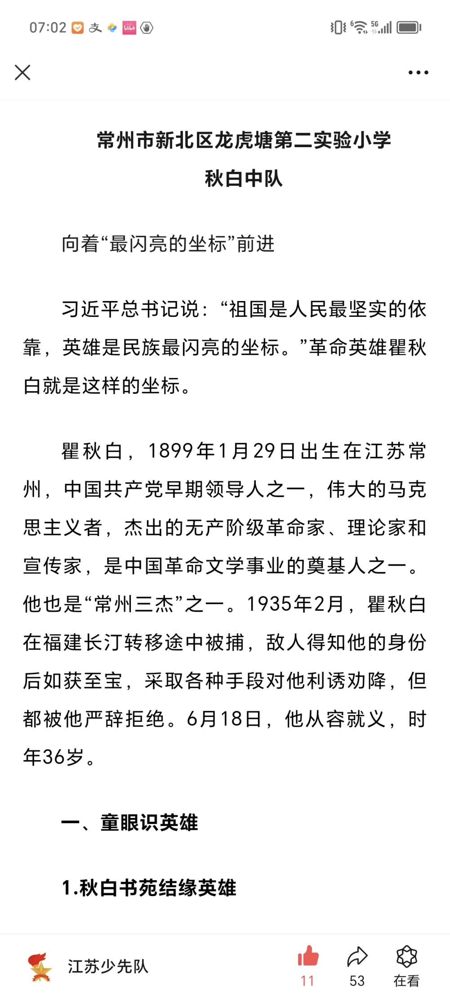 07:02 支 bilibili 6 5G
常州市新北区龙虎塘第二实验小学
秋白中队
向着“最闪亮的坐标”前进
习近平总书记说：“祖国是人民最坚实的依
靠，英雄是民族最闪亮的坐标。”革命英雄瞿秋
白就是这样的坐标。
瞿秋白，1899年1月29日出生在江苏常
州，中国共产党早期领导人之一，伟大的马克
思主义者，杰出的无产阶级革命家、理论家和
宣传家，是中国革命文学事业的奠基人之一。
他也是“常州三杰”之一。1935年2月，瞿秋白
在福建长汀转移途中被捕，敌人得知他的身份
后如获至宝，采取各种手段对他利诱劝降，但
都被他严辞拒绝。6月18日，他从容就义，时
年36岁。
一、童眼识英雄
1.秋白书苑结缘英雄
江苏少先队
11
53
在看